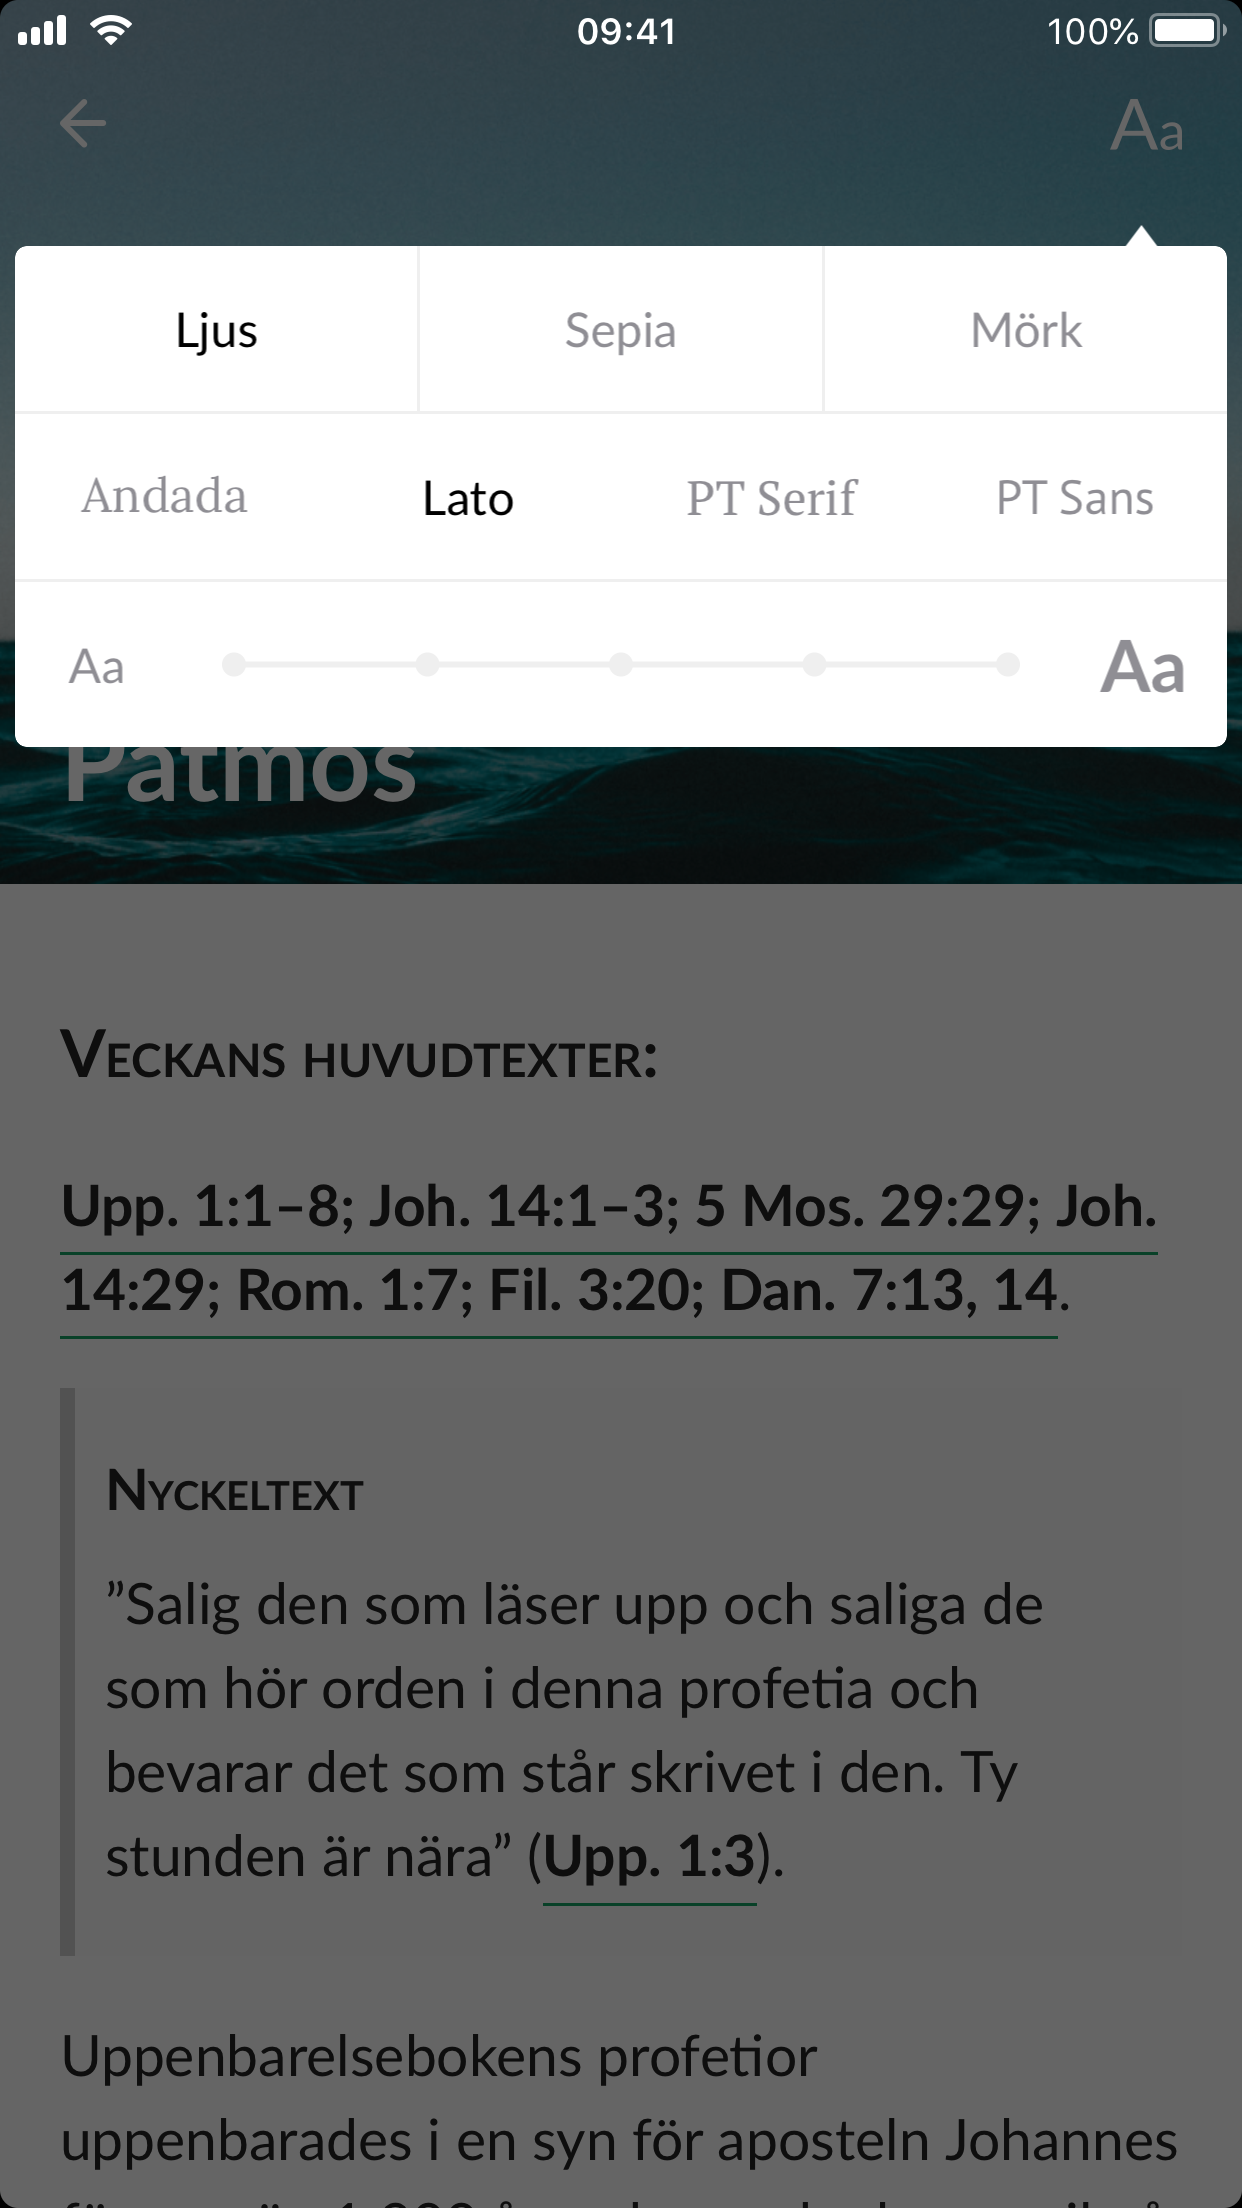 09:41
100%
Aa
Ljus
Sepia
Mörk
Andada
Lato
PT Serif
PT Sans
Aa
Aa
Patmos
Veckans huvudtexter:
Upp. 1:1–8; Joh. 14:1–3; 5 Mos. 29:29; Joh.
14:29; Rom. 1:7; Fil. 3:20; Dan. 7:13, 14.
Nyckeltext
”Salig den som läser upp och saliga de
som hör orden i denna profetia och
bevarar det som står skrivet i den. Ty
stunden är nära” (Upp. 1:3).
Uppenbarelsebokens profetior
uppenbarades i en syn för aposteln Johannes